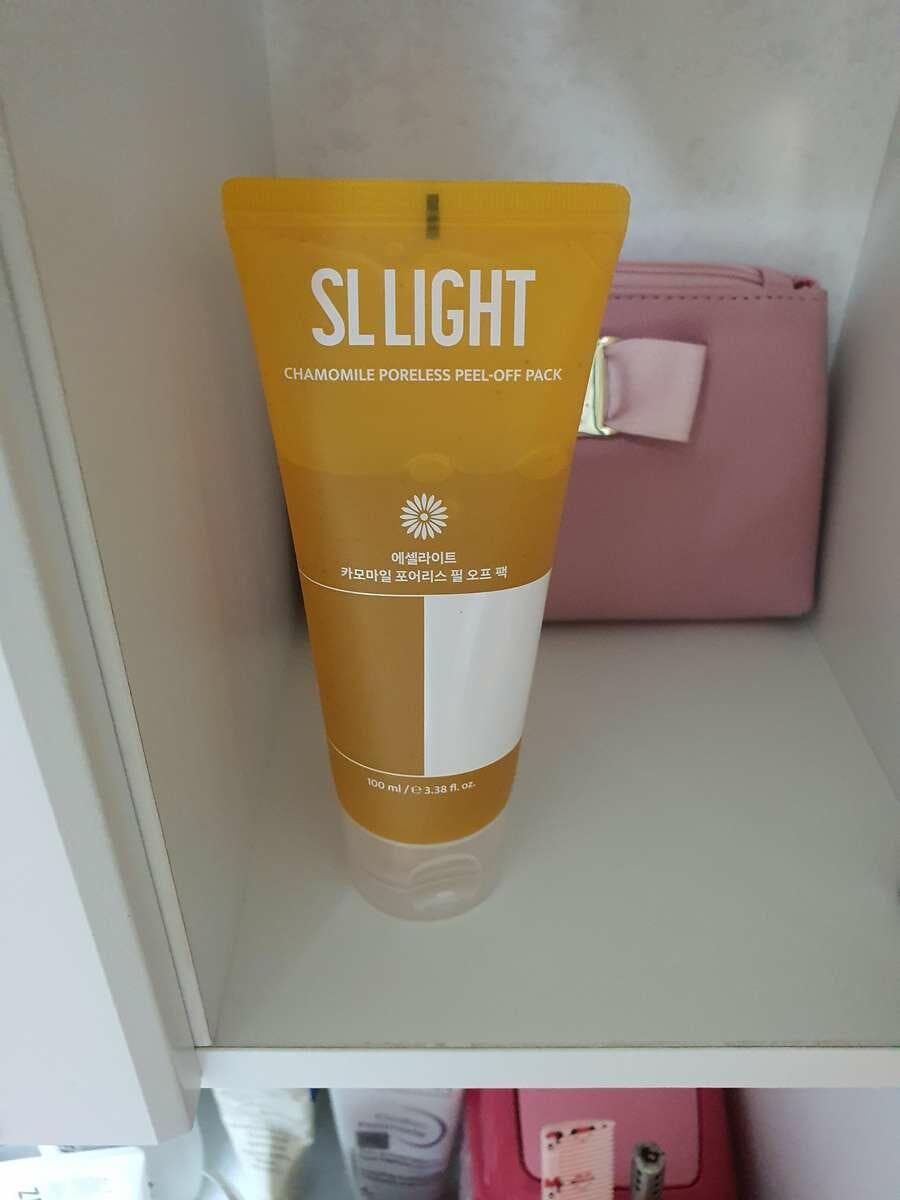 SL LIGHT
CHAMOMILE PORELESS PEEL-OFF PACK
에셀라이트
카모마일 포어리스 필 오프 팩
100 ml / ℮ 3.38 fl. oz.